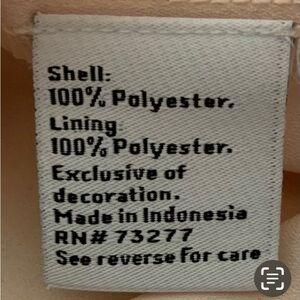 Shell:
100% Polyester.
Lining
100% Polyester.
Exclusive of
decoration.
Made in Indonesia
RN# 73277
See reverse for care